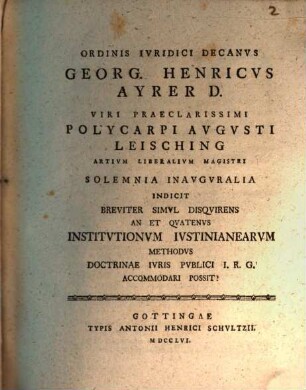 2
ORDINIS IVRIDICI DECANVS
GEORG. HENRICVS
AYRER D.
VIRI PRAECLARISSIMI
POLYCARPI AVGVSTI
LEISCHING
ARTIVM LIBERALIVM MAGISTRI
SOLEMNIA INAVGVRALIA
INDICIT
BREVITER SIMVL DISQVIRENS
AN ET QVATENVS
INSTITVTIONVM IVSTINIANEARVM
METHODVS
DOCTRINAE IVRIS PVBLICI I. R. G.
ACCOMMODARI POSSIT?
GOTTINGAE
TYPIS ANTONII HENRICI SCHVLTZII.
MDCCLVI.